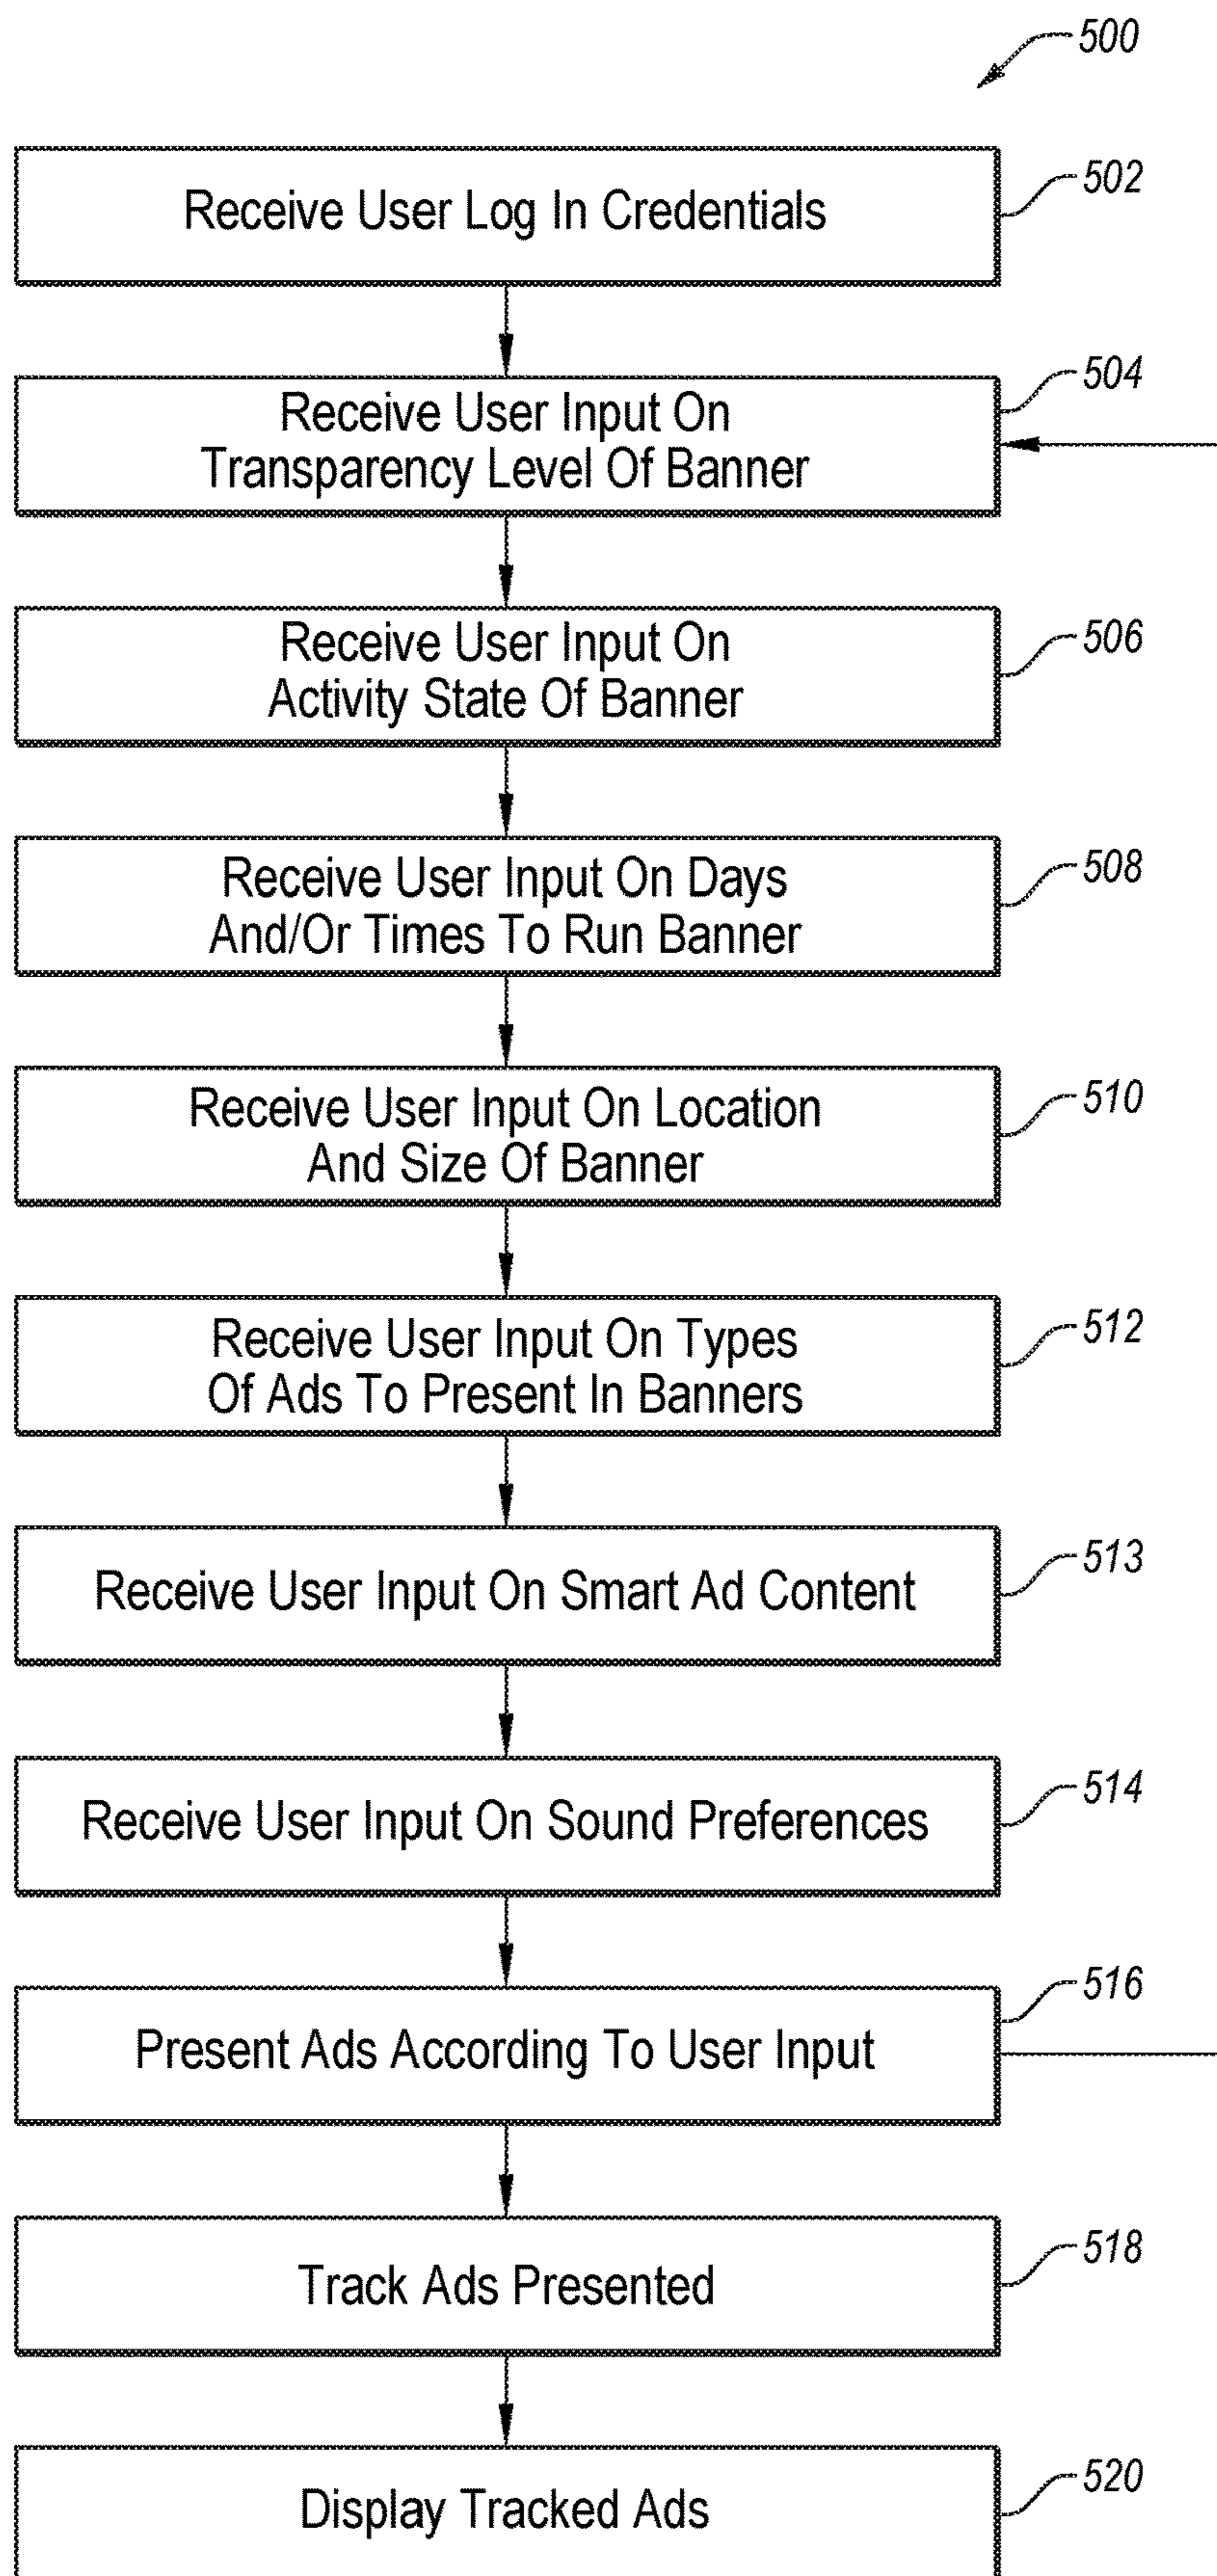 500
Receive User Log In Credentials
502
Receive User Input On
Transparency Level Of Banner
504
Receive User Input On
Activity State Of Banner
506
Receive User Input On Days
And/Or Times To Run Banner
508
Receive User Input On Location
And Size Of Banner
510
Receive User Input On Types
Of Ads To Present In Banners
512
Receive User Input On Smart Ad Content
513
Receive User Input On Sound Preferences
514
Present Ads According To User Input
516
Track Ads Presented
518
Display Tracked Ads
520